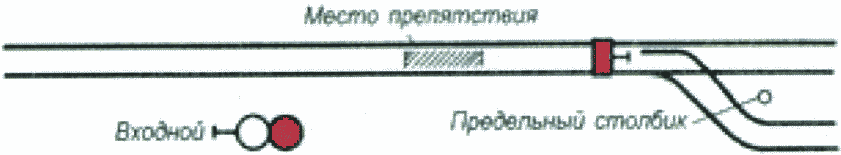 Место препятствия
Входной
Предельный столбик